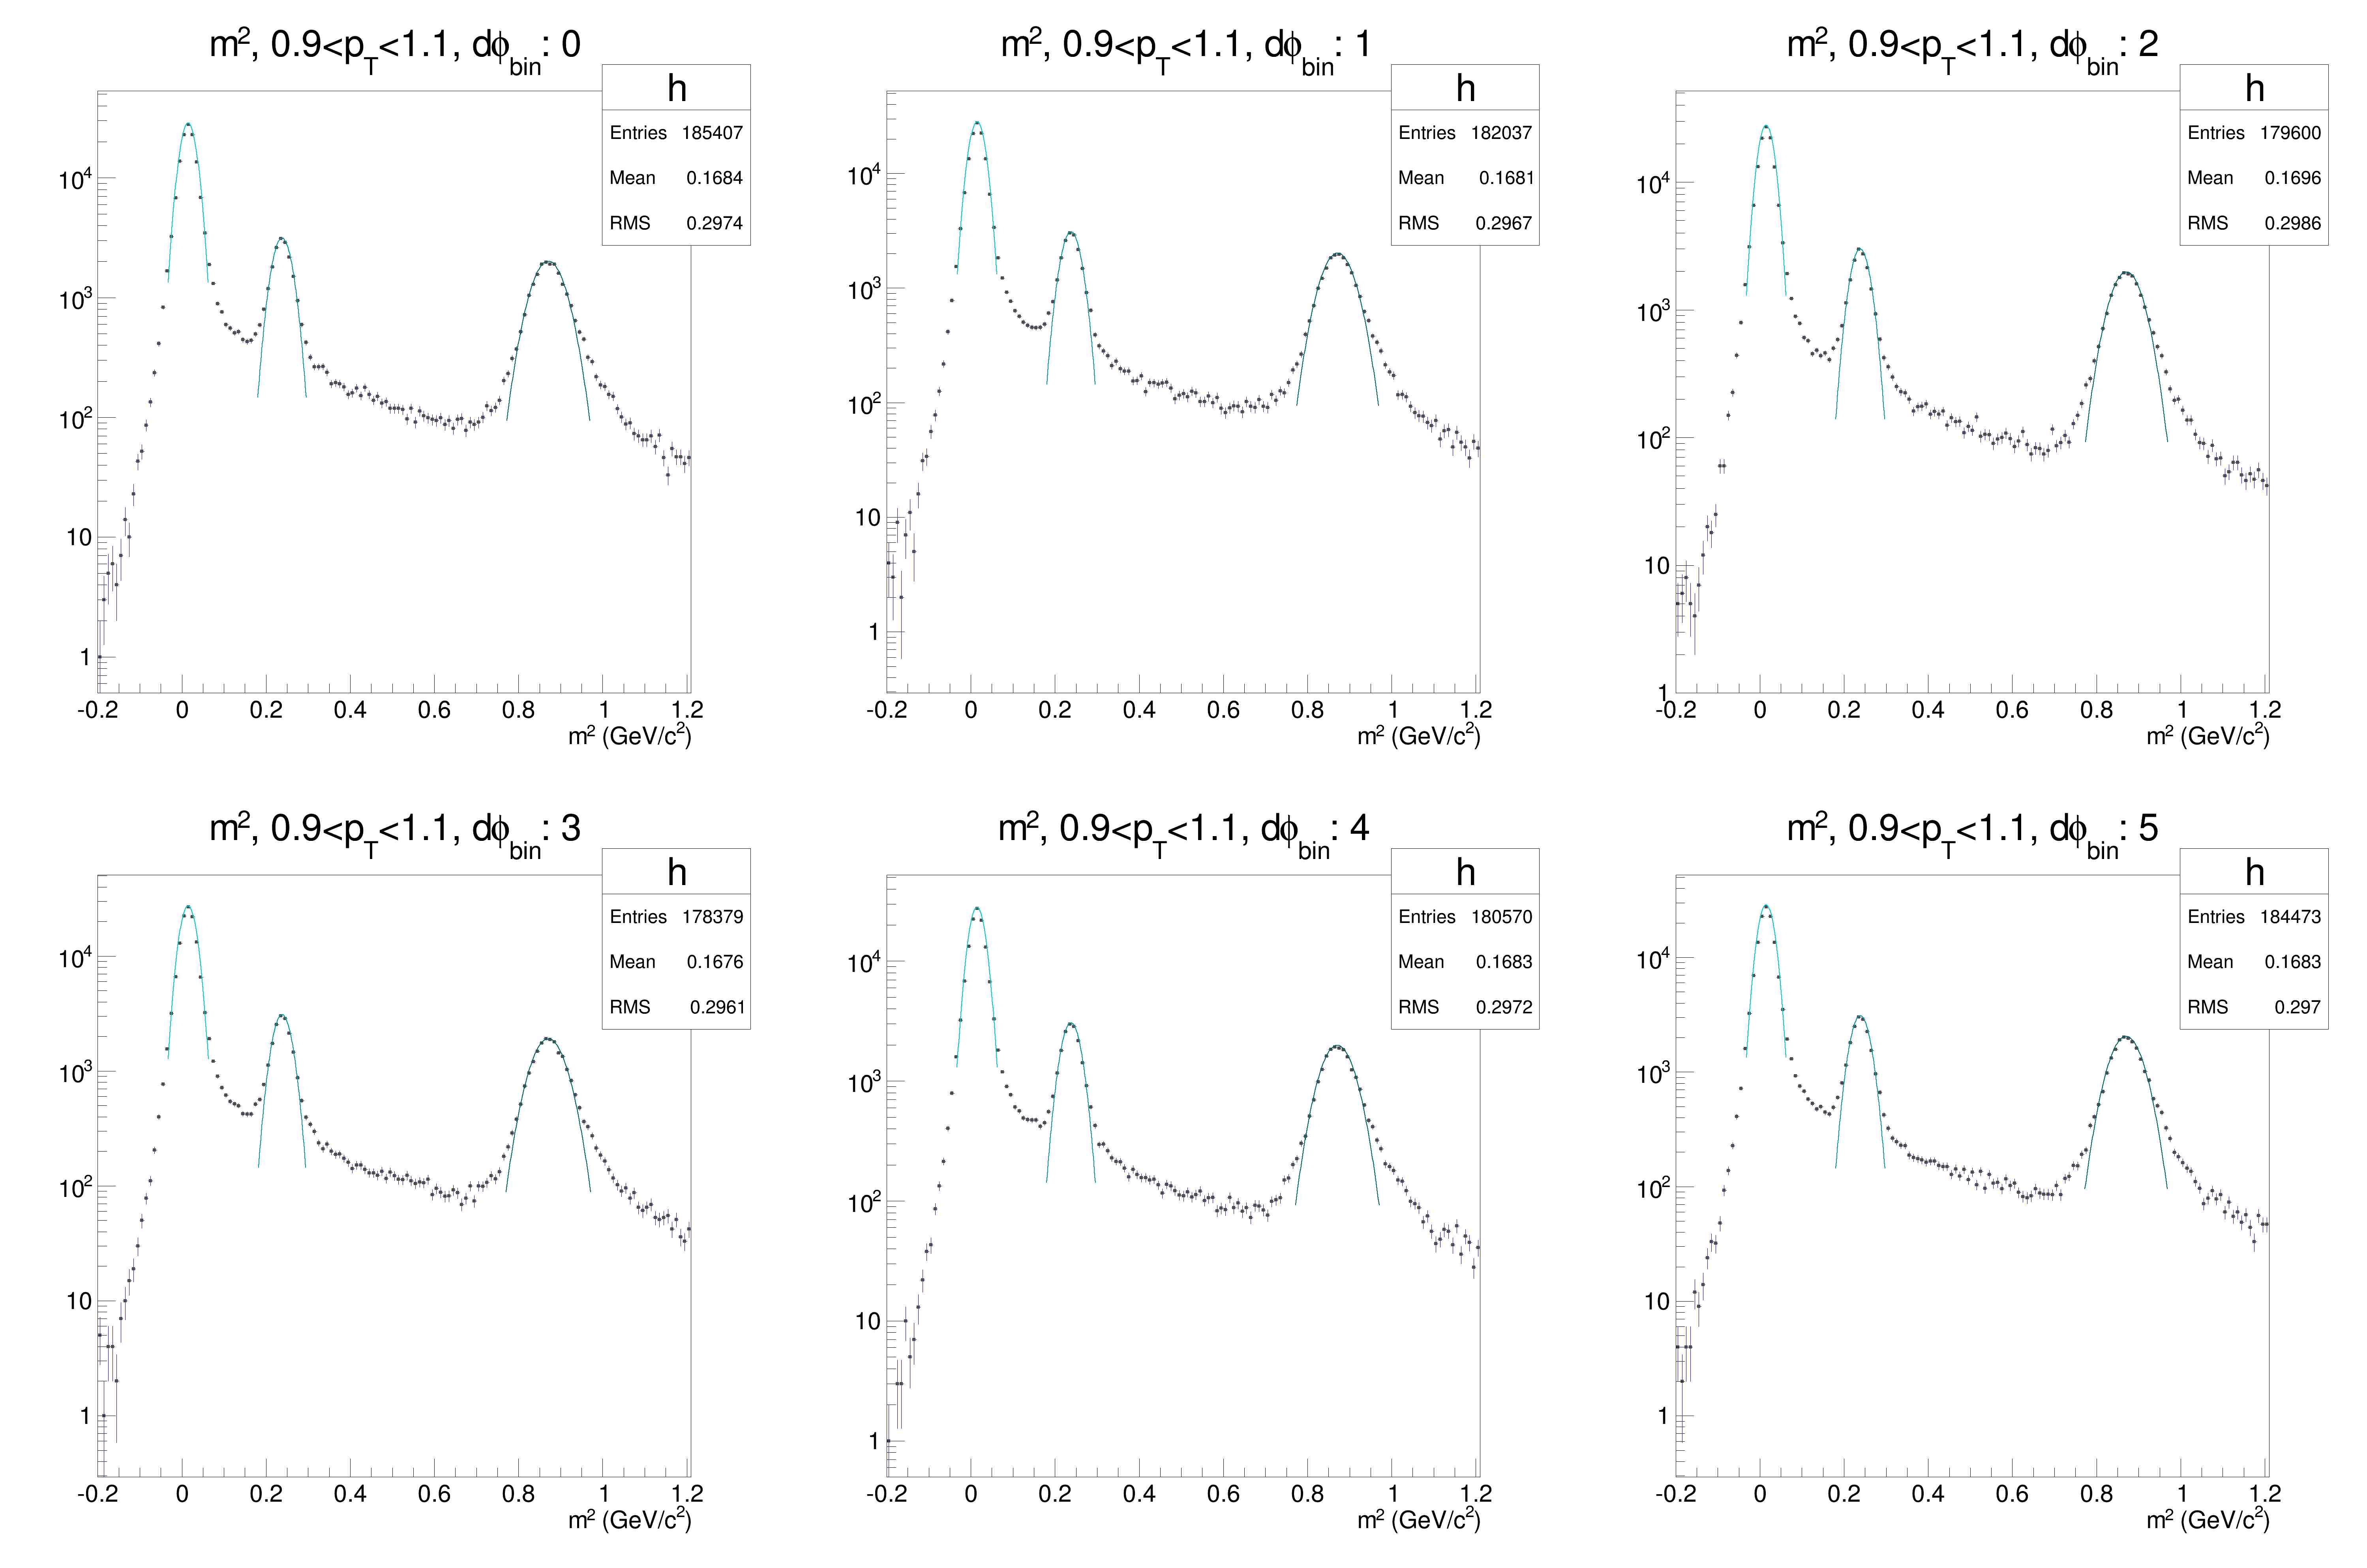 m², 0.9<p_T<1.1, dϕ_bin: 0
h
Entries 185407
Mean 0.1684
RMS 0.2974
10⁴
10³
10²
10
1
-0.2 0 0.2 0.4 0.6 0.8 1 1.2
m² (GeV/c²)
m², 0.9<p_T<1.1, dϕ_bin: 1
h
Entries 182037
Mean 0.1681
RMS 0.2967
10⁴
10³
10²
10
1
-0.2 0 0.2 0.4 0.6 0.8 1 1.2
m² (GeV/c²)
m², 0.9<p_T<1.1, dϕ_bin: 2
h
Entries 179600
Mean 0.1696
RMS 0.2986
10⁴
10³
10²
10
1
-0.2 0 0.2 0.4 0.6 0.8 1 1.2
m² (GeV/c²)
m², 0.9<p_T<1.1, dϕ_bin: 3
h
Entries 178379
Mean 0.1676
RMS 0.2961
10⁴
10³
10²
10
1
-0.2 0 0.2 0.4 0.6 0.8 1 1.2
m² (GeV/c²)
m², 0.9<p_T<1.1, dϕ_bin: 4
h
Entries 180570
Mean 0.1683
RMS 0.2972
10⁴
10³
10²
10
1
-0.2 0 0.2 0.4 0.6 0.8 1 1.2
m² (GeV/c²)
m², 0.9<p_T<1.1, dϕ_bin: 5
h
Entries 184473
Mean 0.1683
RMS 0.297
10⁴
10³
10²
10
1
-0.2 0 0.2 0.4 0.6 0.8 1 1.2
m² (GeV/c²)